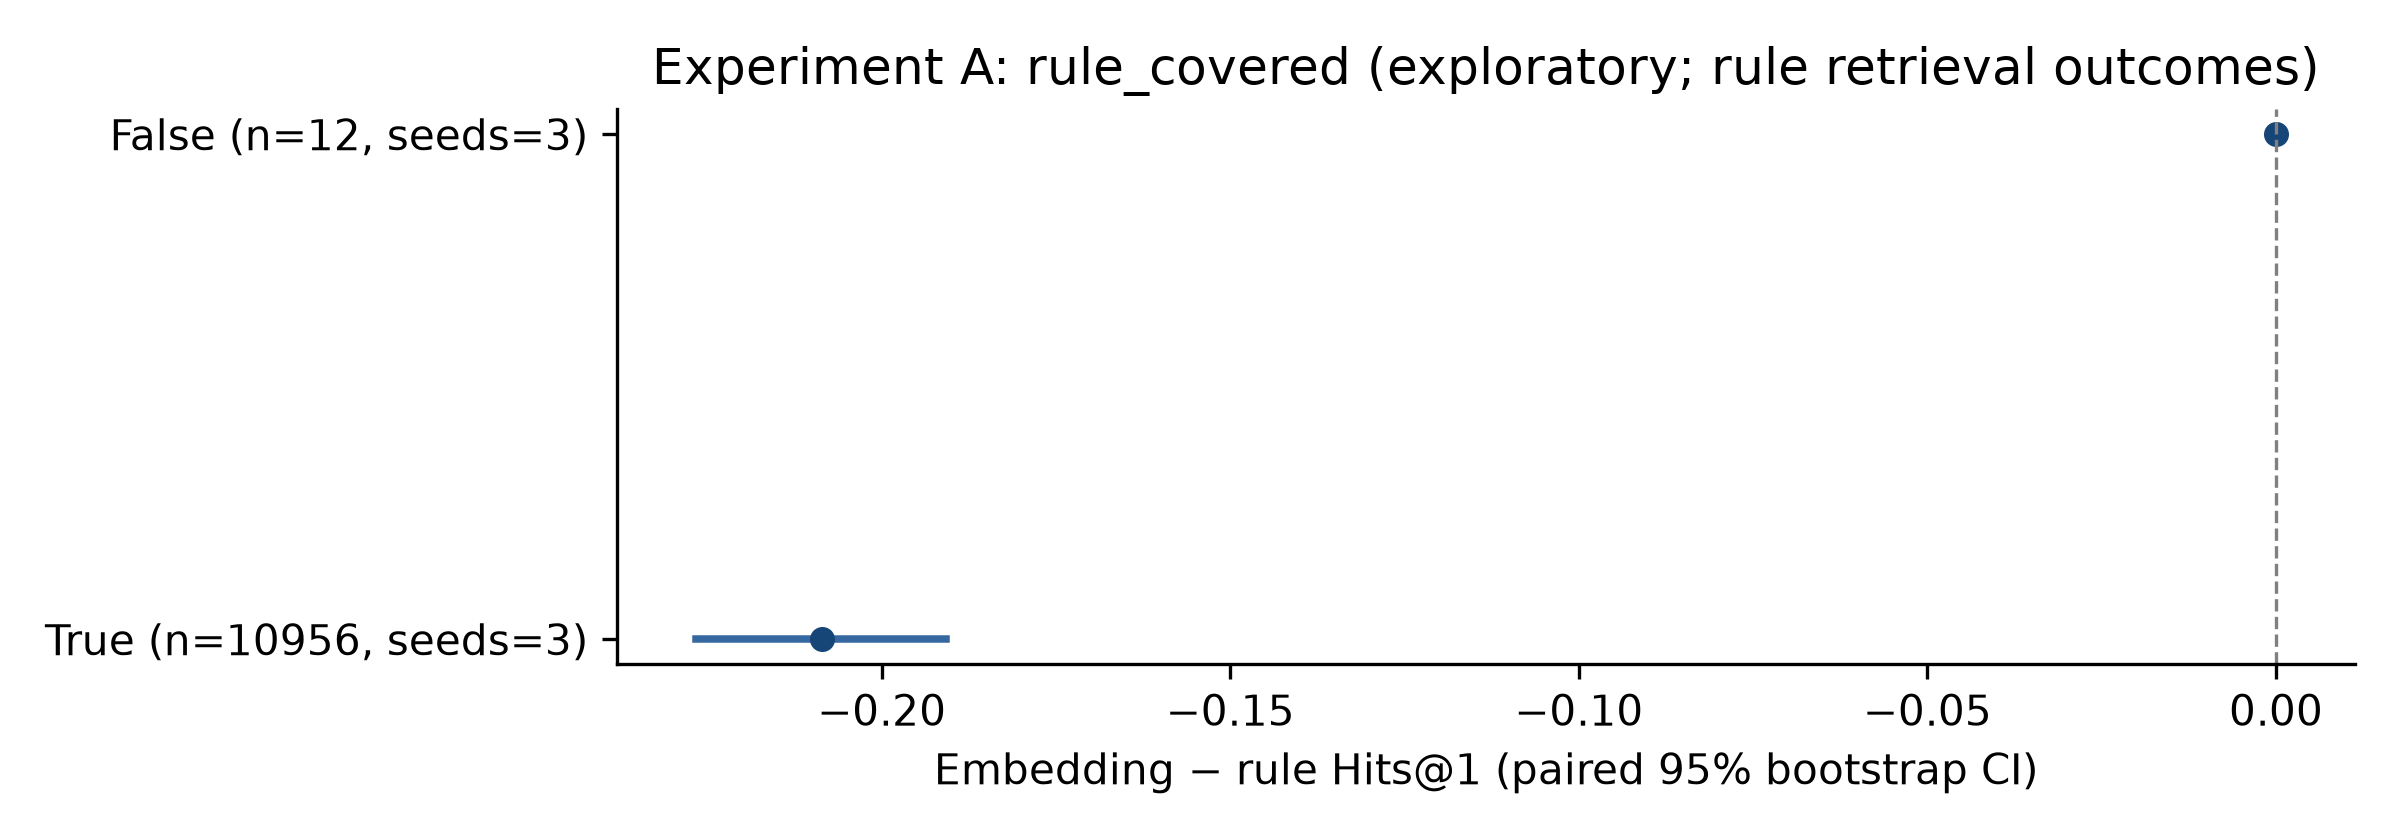 Experiment A: rule_covered (exploratory; rule retrieval outcomes)
False (n=12, seeds=3)
True (n=10956, seeds=3)
−0.20 −0.15 −0.10 −0.05 0.00
Embedding − rule Hits@1 (paired 95% bootstrap CI)